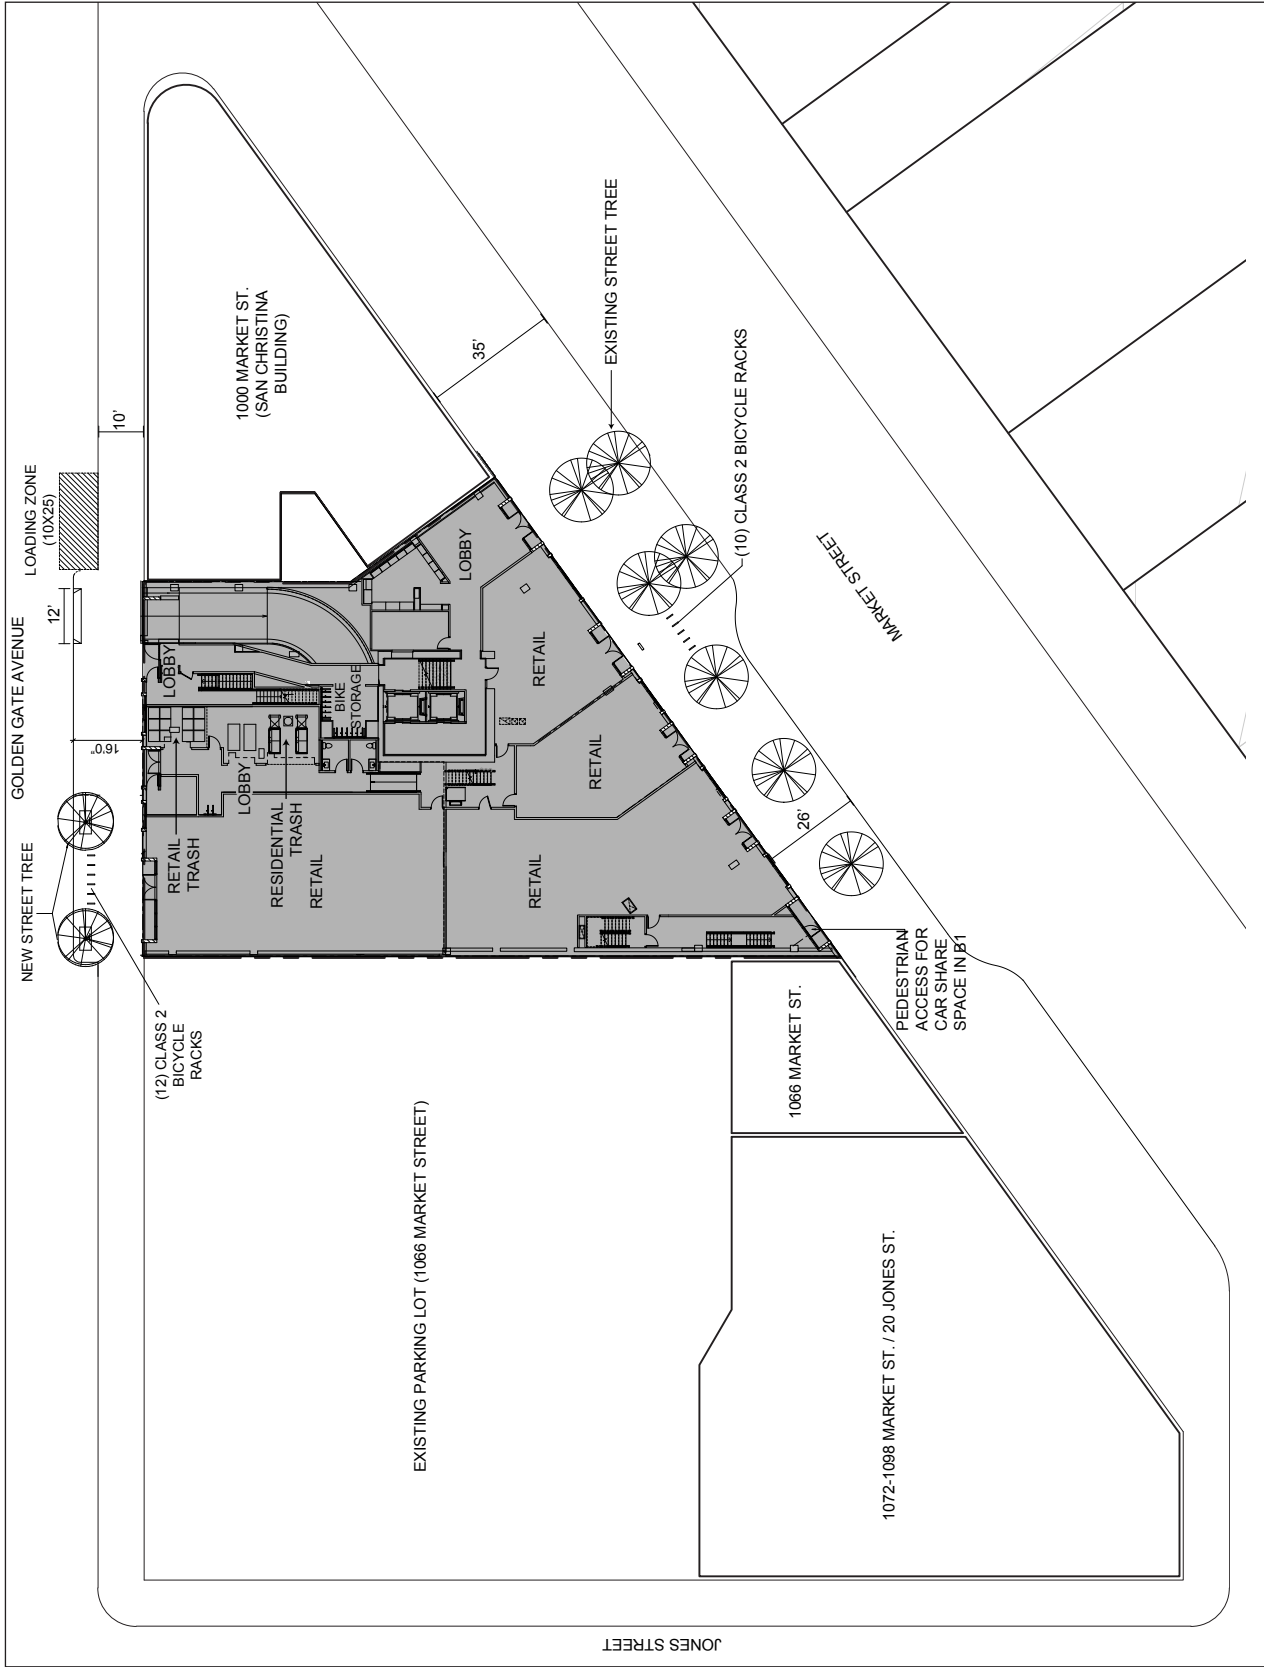 GOLDEN GATE AVENUE
NEW STREET TREE
LOADING ZONE
(10X25)
12'
10'
16'0"
(12) CLASS 2
BICYCLE
RACKS
1000 MARKET ST.
(SAN CHRISTINA
BUILDING)
LOBBY
RETAIL
TRASH
LOBBY
RESIDENTIAL
TRASH
RETAIL
BIKE
STORAGE
LOBBY
RETAIL
RETAIL
RETAIL
35'
EXISTING STREET TREE
(10) CLASS 2 BICYCLE RACKS
26'
MARKET STREET
PEDESTRIAN
ACCESS FOR
CAR SHARE
SPACE IN B1
1066 MARKET ST.
EXISTING PARKING LOT (1066 MARKET STREET)
1072-1098 MARKET ST. / 20 JONES ST.
JONES STREET